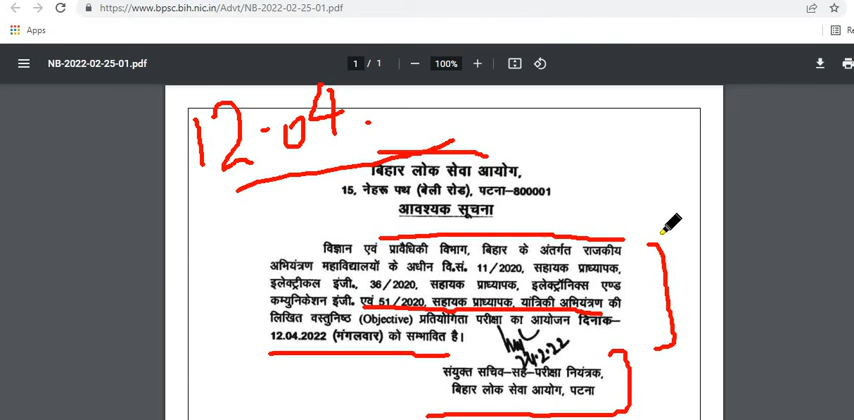 https://www.bpsc.bih.nic.in/Advt/NB-2022-02-25-01.pdf
Apps
NB-2022-02-25-01.pdf
1 / 1
100%
12.04.
बिहार लोक सेवा आयोग,
15, नेहरू पथ (बेली रोड), पटना-800001
आवश्यक सूचना
विज्ञान एवं प्रावैधिकी विभाग, बिहार के अंतर्गत राजकीय
अभियंत्रण महाविद्यालयों के अधीन वि.सं. 11/2020, सहायक प्राध्यापक,
इलेक्ट्रीकल इंजी., 36/2020, सहायक प्राध्यापक, इलेक्ट्रॉनिक्स एण्ड
कम्युनिकेशन इंजी. एवं 51/2020, सहायक प्राध्यापक, यांत्रिकी अभियंत्रण की
लिखित वस्तुनिष्ठ (Objective) प्रतियोगिता परीक्षा का आयोजन दिनांक-
12.04.2022 (मंगलवार) को सम्भावित है।
24.2.22
संयुक्त सचिव-सह-परीक्षा नियंत्रक,
बिहार लोक सेवा आयोग, पटना